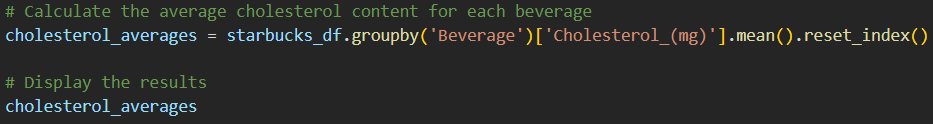 # Calculate the average cholesterol content for each beverage
cholesterol_averages = starbucks_df.groupby('Beverage')['Cholesterol_(mg)'].mean().reset_index()
# Display the results
cholesterol_averages